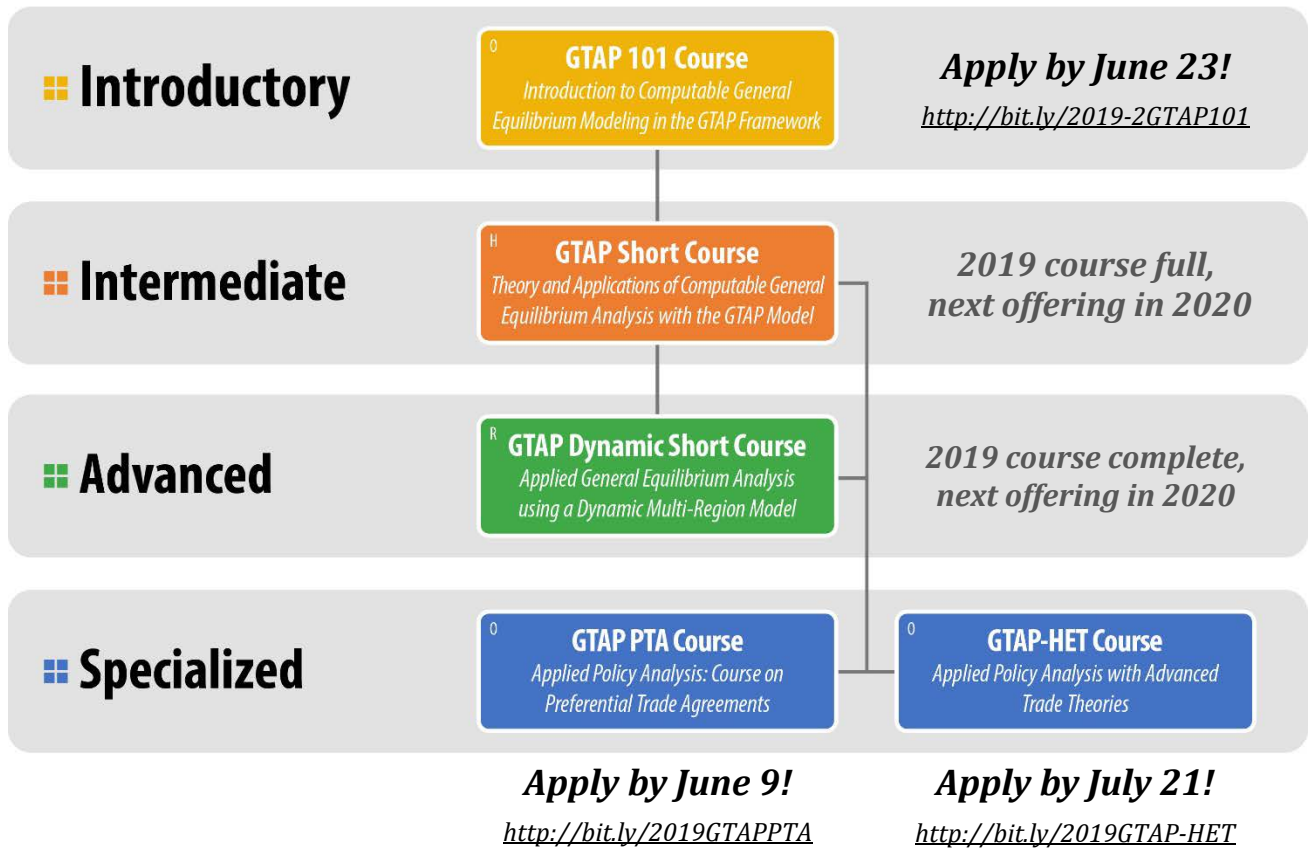 Introductory
O
GTAP 101 Course
Introduction to Computable General
Equilibrium Modeling in the GTAP Framework
Apply by June 23!
http://bit.ly/2019-2GTAP101
Intermediate
H
GTAP Short Course
Theory and Applications of Computable General
Equilibrium Analysis with the GTAP Model
2019 course full,
next offering in 2020
Advanced
R
GTAP Dynamic Short Course
Applied General Equilibrium Analysis
using a Dynamic Multi-Region Model
2019 course complete,
next offering in 2020
Specialized
O
GTAP PTA Course
Applied Policy Analysis: Course on
Preferential Trade Agreements
O
GTAP-HET Course
Applied Policy Analysis with Advanced
Trade Theories
Apply by June 9!
http://bit.ly/2019GTAPPTA
Apply by July 21!
http://bit.ly/2019GTAP-HET